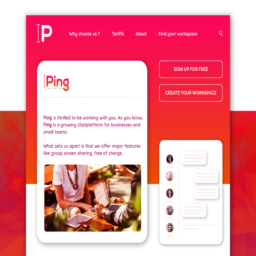 P
Why choose us ?
Tariffs
About
Find your workspace
SIGN UP FOR FREE
CREATE YOUR WORKSPACE
Ping
Ping is thrilled to be working with you. As you know,
Ping is a growing chatplatform for businesses and
small teams.
What sets us apart is that we offer major features
like group screen sharing, free of charge.